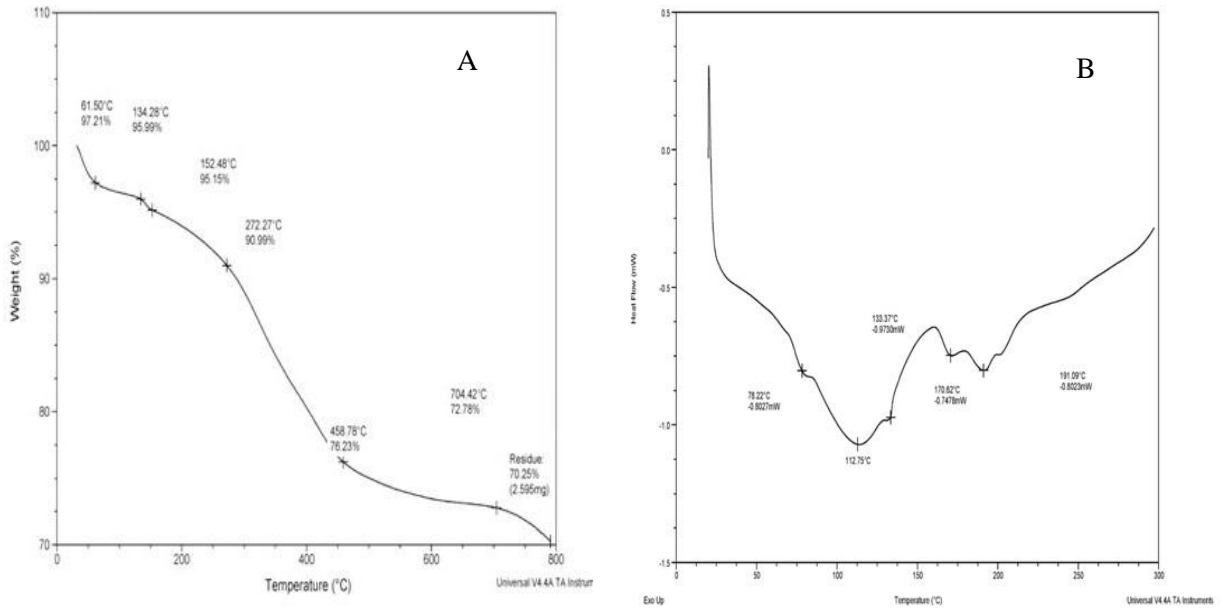 A
110
100
90
80
70
Weight (%)
61.50°C
97.21%
134.28°C
95.99%
152.48°C
95.15%
272.27°C
90.99%
458.78°C
76.23%
704.42°C
72.78%
Residue:
70.25%
(2.595mg)
0
200
400
600
800
Temperature (°C)
Universal V4.4A TA Instrum
B
0.5
0.0
-0.5
-1.0
-1.5
Heat Flow (mW)
78.22°C
-0.8027mW
112.75°C
133.37°C
-0.9730mW
170.62°C
-0.7478mW
191.09°C
-0.8023mW
0
50
100
150
200
250
300
Exo Up
Temperature (°C)
Universal V4.4A TA Instruments